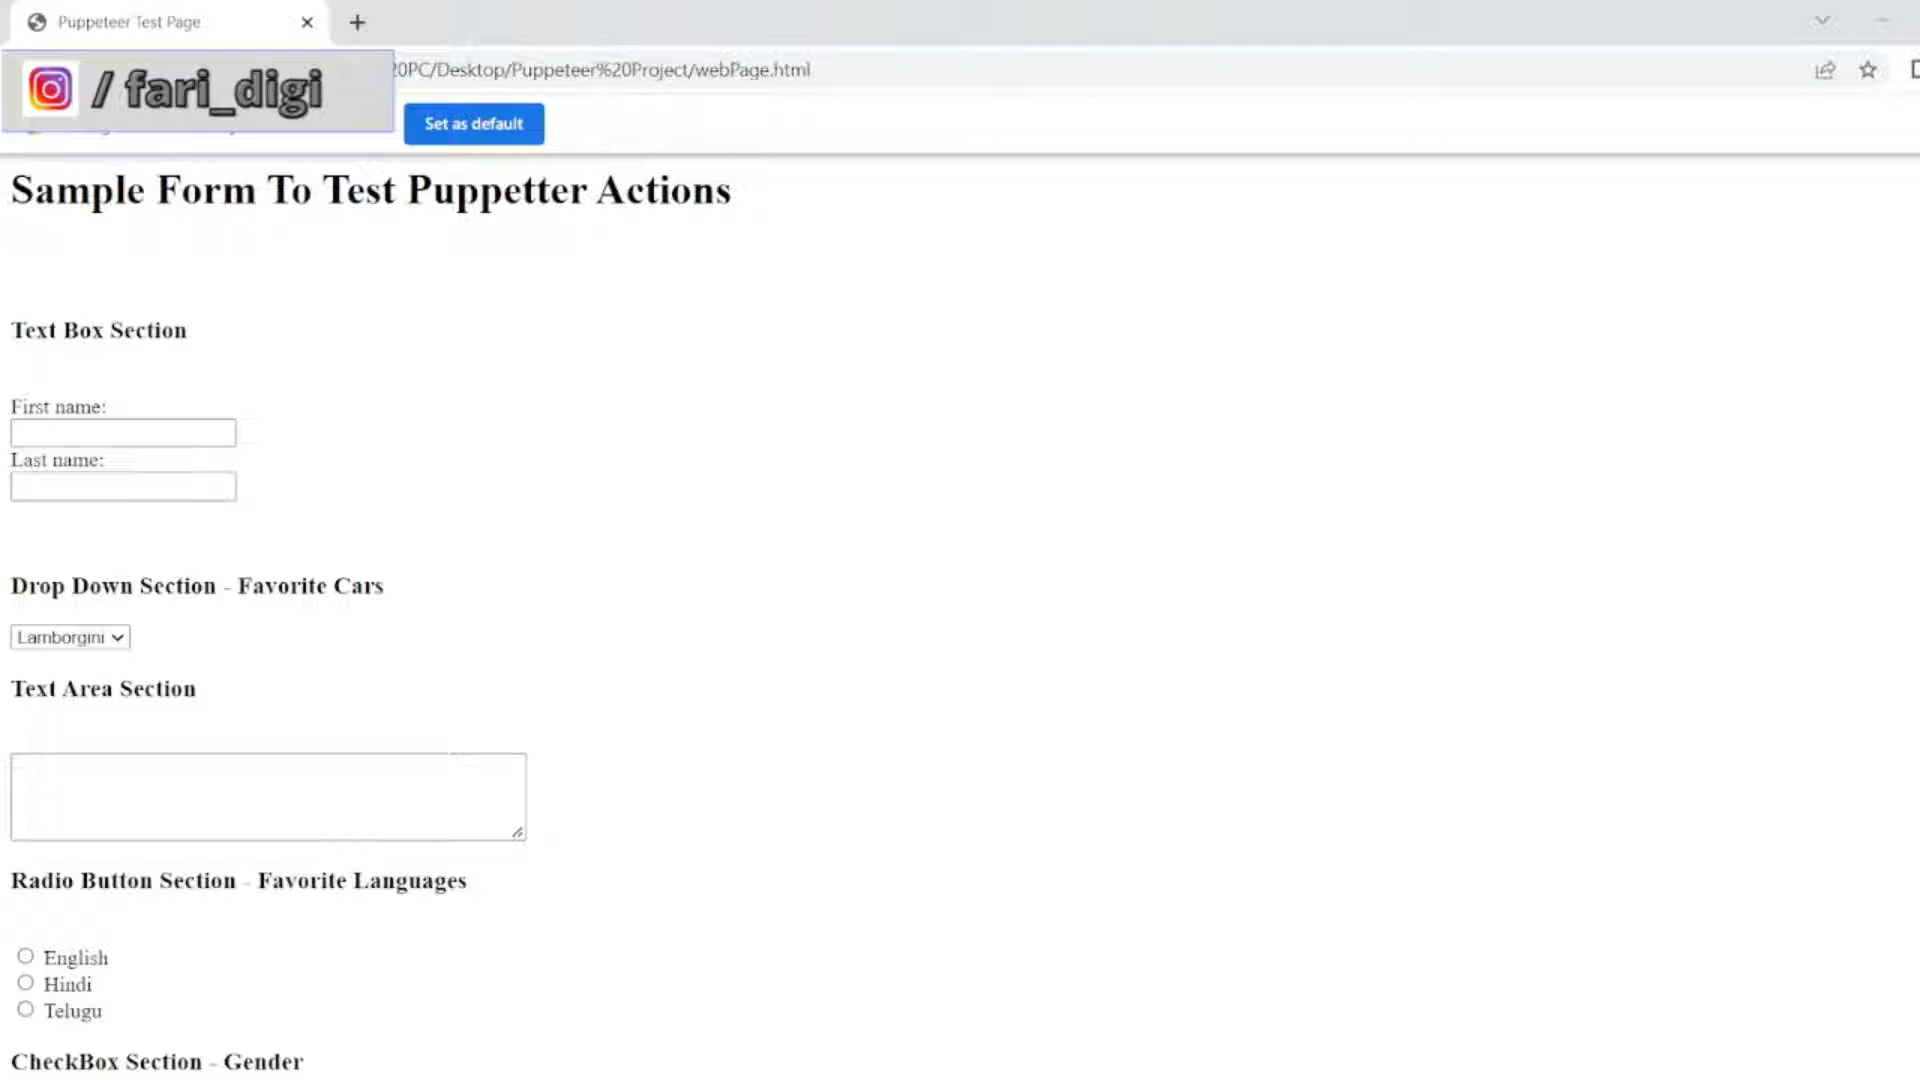 Puppeteer Test Page
/ fari_digi
20PC/Desktop/Puppeteer%20Project/webPage.html
Set as default
Sample Form To Test Puppetter Actions
Text Box Section
First name:
Last name:
Drop Down Section - Favorite Cars
Lamborgini
Text Area Section
Radio Button Section - Favorite Languages
English
Hindi
Telugu
CheckBox Section - Gender